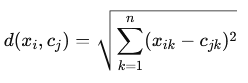 d(x_i, c_j) = \sqrt{\sum_{k=1}^{n} (x_{ik} - c_{jk})^2}